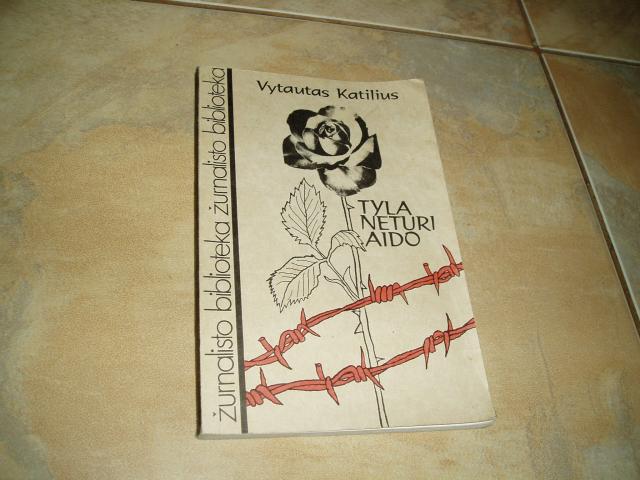 Vytautas Katilius
TYLA
NETURI
AIDO
žurnalisto biblioteka žurnalisto biblioteka